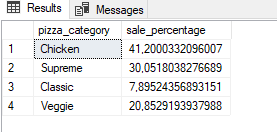 Results Messages
pizza_category sale_percentage
1 Chicken 41,2000332096007
2 Supreme 30,0518038276689
3 Classic 7,89524356893151
4 Veggie 20,8529193937988